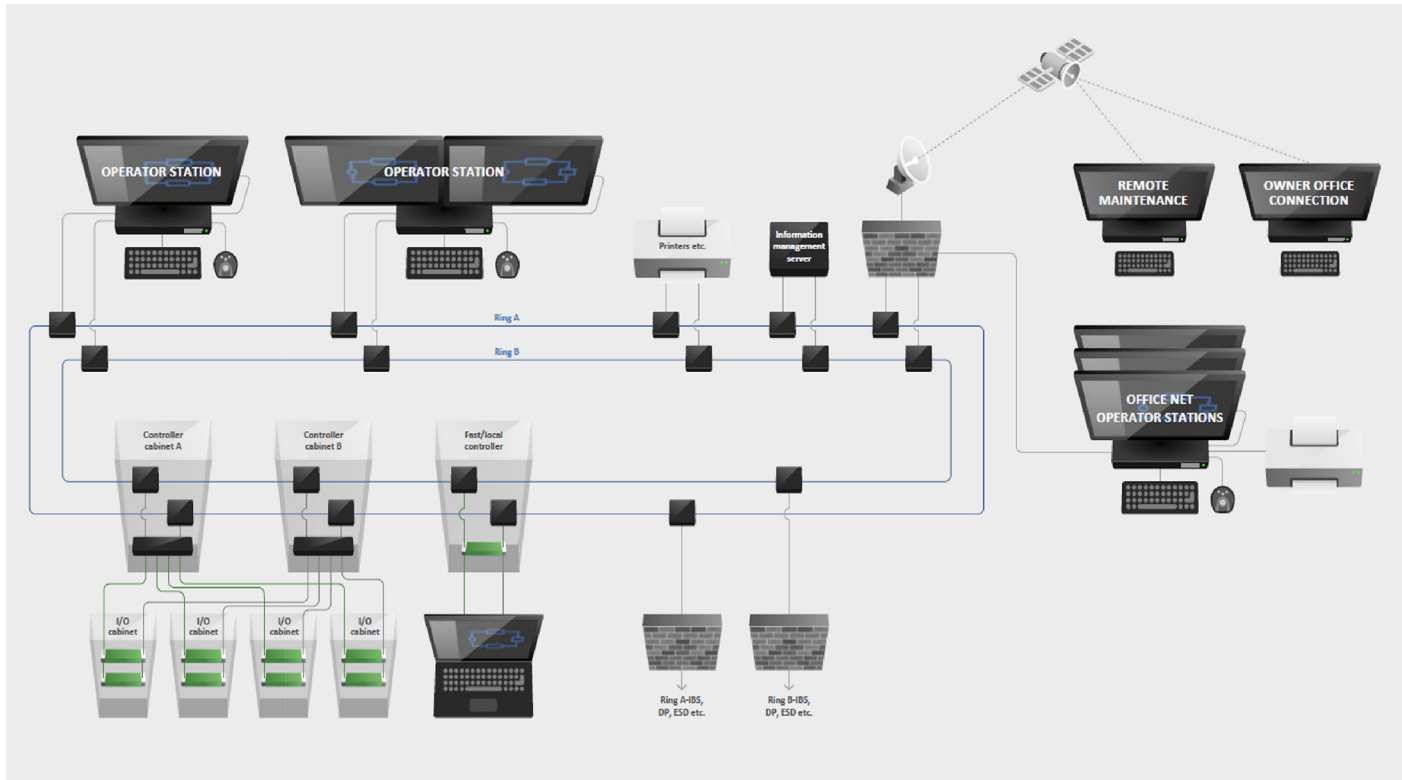 OPERATOR STATION
OPERATOR STATION
Printers etc.
Information
management
server
REMOTE
MAINTENANCE
OWNER OFFICE
CONNECTION
Ring A
Ring B
OFFICE NET
OPERATOR STATIONS
Controller
cabinet A
Controller
cabinet B
Fast/local
controller
I/O
cabinet
I/O
cabinet
I/O
cabinet
I/O
cabinet
Ring A-IBS,
DP, ESD etc.
Ring B-IBS,
DP, ESD etc.